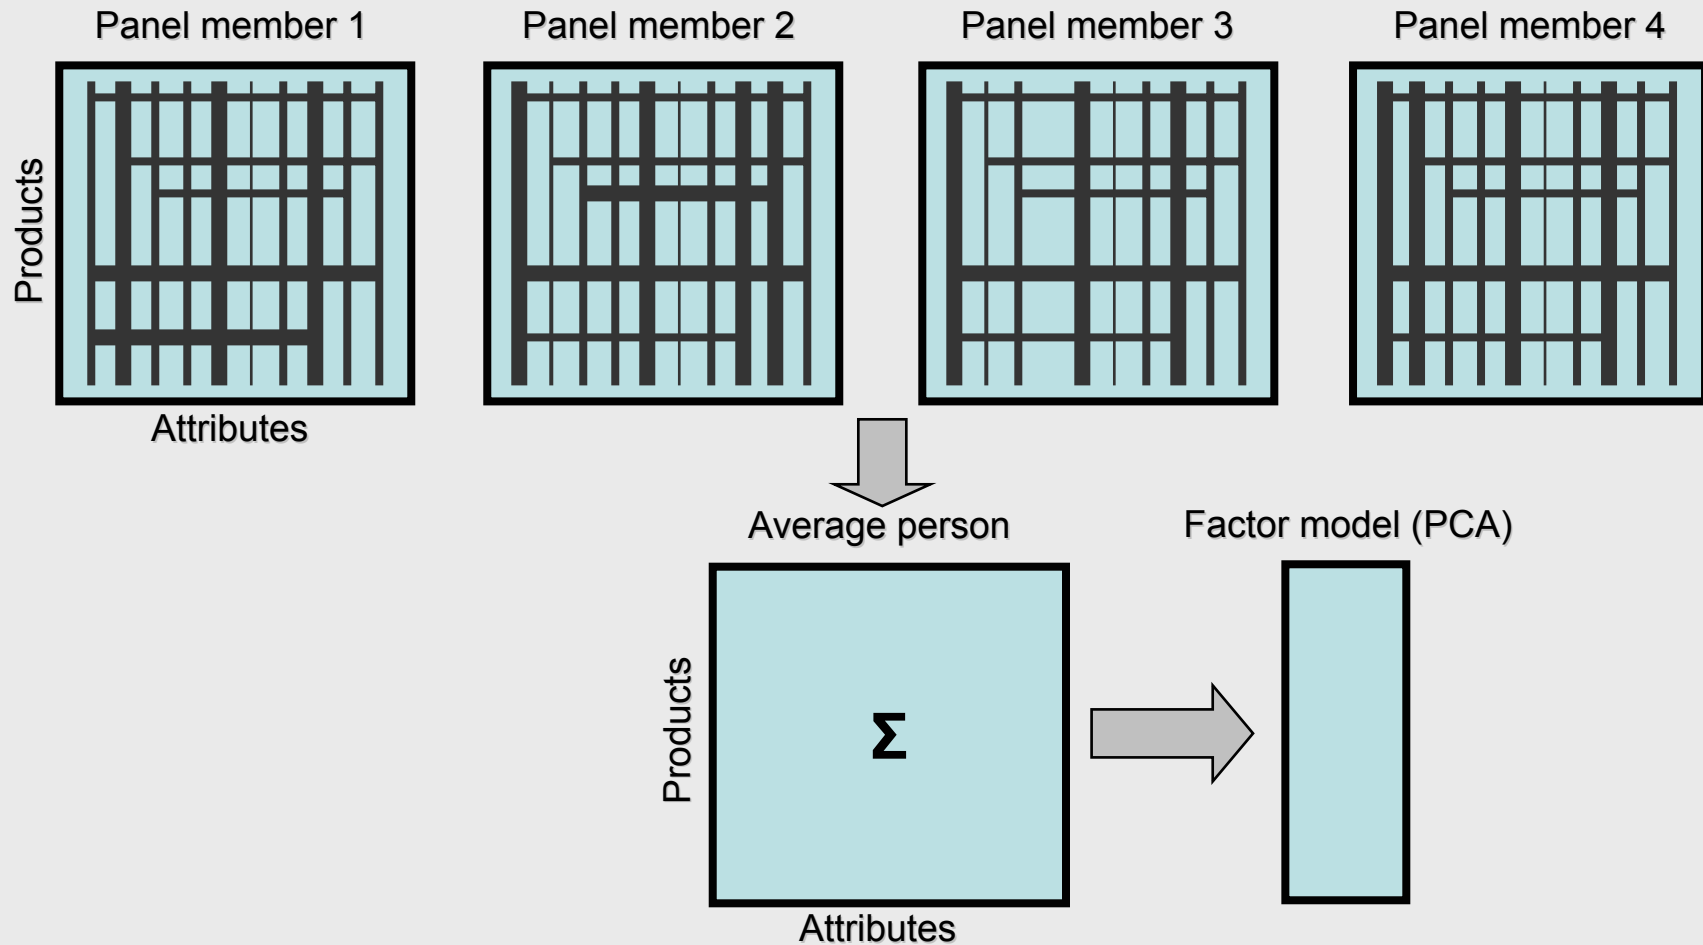 Panel member 1
Panel member 2
Panel member 3
Panel member 4
Products
Attributes
Average person
Factor model (PCA)
Products
Σ
Attributes